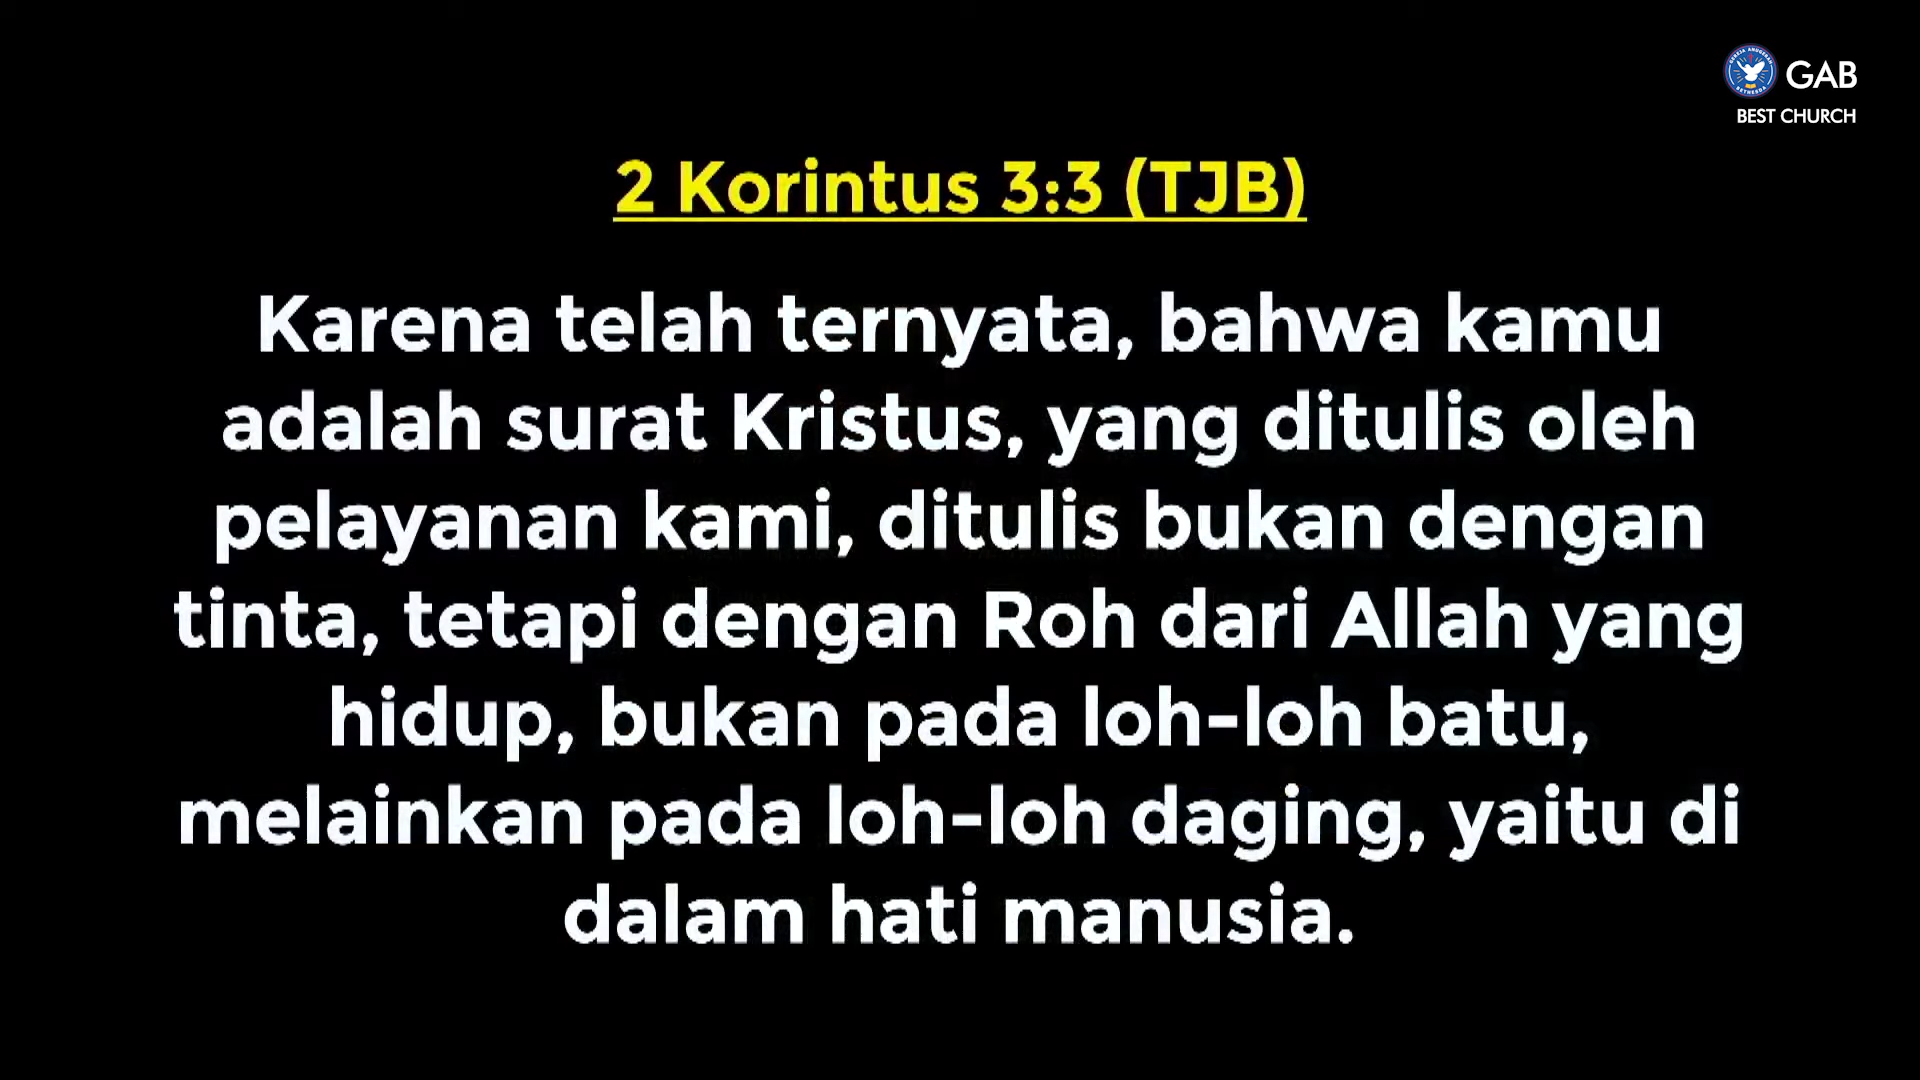 GAB
BEST CHURCH
2 Korintus 3:3 (TJB)
Karena telah ternyata, bahwa kamu
adalah surat Kristus, yang ditulis oleh
pelayanan kami, ditulis bukan dengan
tinta, tetapi dengan Roh dari Allah yang
hidup, bukan pada loh-loh batu,
melainkan pada loh-loh daging, yaitu di
dalam hati manusia.